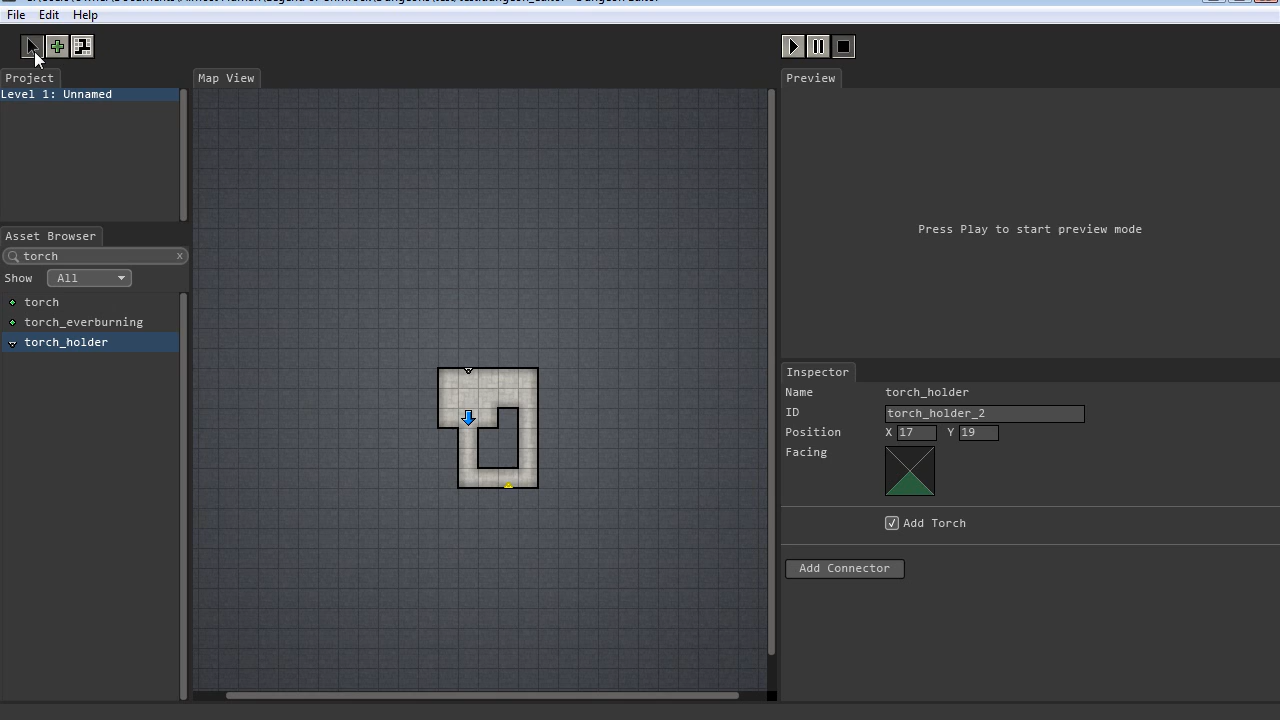 File Edit Help
Project
Level 1: Unnamed
Asset Browser
torch x
Show All
torch
torch_everburning
torch_holder
Map View
Preview
Press Play to start preview mode
Inspector
Name torch_holder
ID torch_holder_2
Position X 17 Y 19
Facing
Add Torch
Add Connector